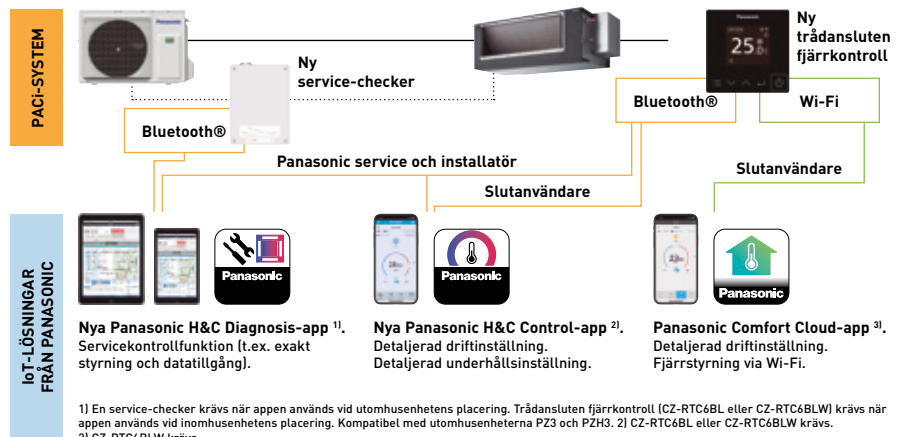 PACi-SYSTEM
Panasonic
Ny
service-checker
Ny
trådansluten
fjärrkontroll
25
Bluetooth®
Bluetooth®
Wi-Fi
Panasonic service och installatör
Slutanvändare
Slutanvändare
IoT-LÖSNINGAR
FRÅN PANASONIC
Panasonic
Panasonic
Panasonic
Nya Panasonic H&C Diagnosis-app 1).
Servicekontrollfunktion (t.ex. exakt
styrning och datatillgång).
Nya Panasonic H&C Control-app 2).
Detaljerad driftinställning.
Detaljerad underhållsinställning.
Panasonic Comfort Cloud-app 3).
Detaljerad driftinställning.
Fjärrstyrning via Wi-Fi.
1) En service-checker krävs när appen används vid utomhusenhetens placering. Trådansluten fjärrkontroll (CZ-RTC6BL eller CZ-RTC6BLW) krävs när
appen används vid inomhusenhetens placering. Kompatibel med utomhusenheterna PZ3 och PZH3. 2) CZ-RTC6BL eller CZ-RTC6BLW krävs.